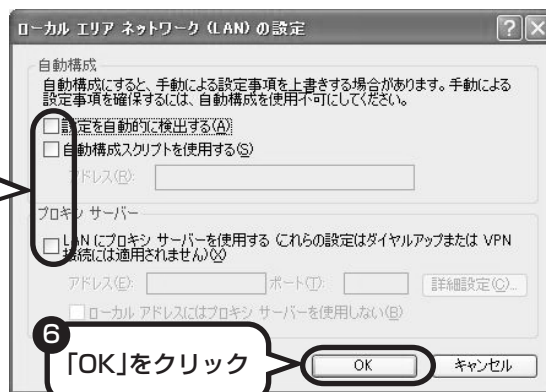 ローカル エリア ネットワーク (LAN) の設定
自動構成
自動構成にすると、手動による設定事項を上書きする場合があります。手動による
設定事項を確保するには、自動構成を使用不可にしてください。
設定を自動的に検出する(A)
自動構成スクリプトを使用する(S)
アドレス(R):
プロキシ サーバー
LAN にプロキシ サーバーを使用する (これらの設定はダイヤルアップまたは VPN
接続には適用されません)(X)
アドレス(E):
ポート(T):
詳細設定(C)...
ローカル アドレスにはプロキシ サーバーを使用しない(B)
6
「OK」をクリック
OK
キャンセル